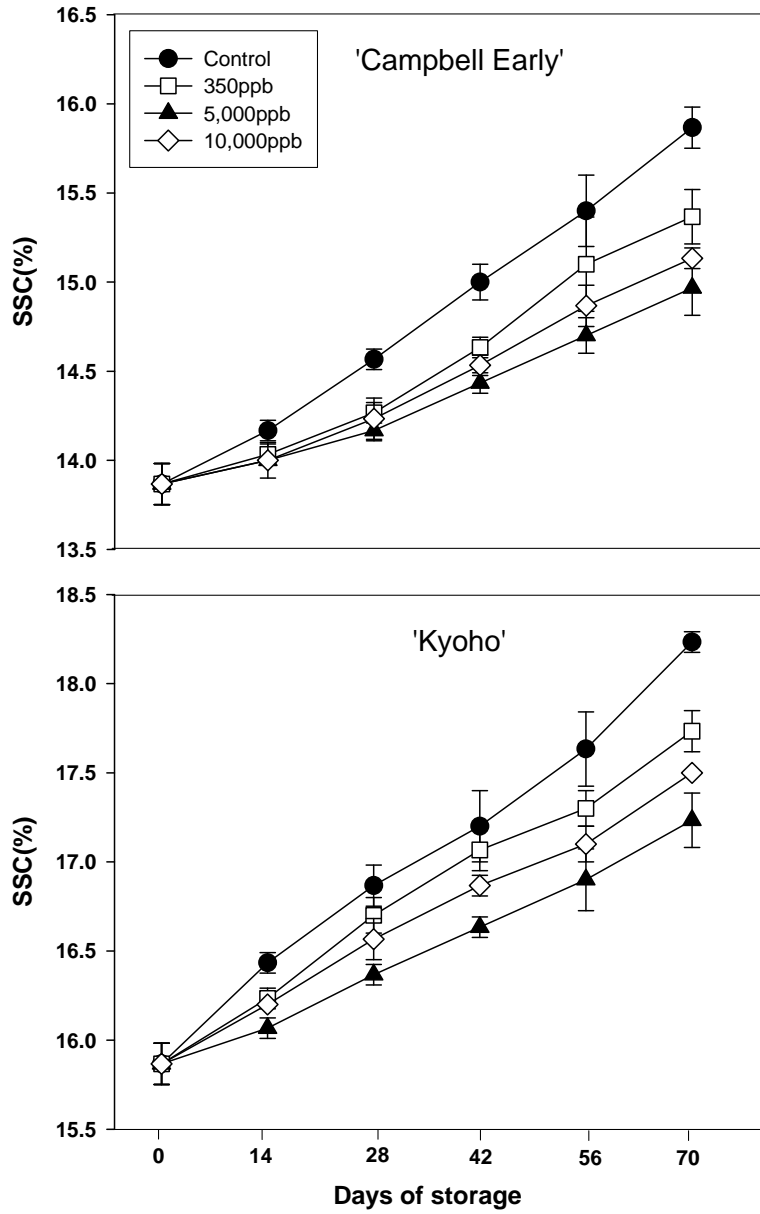 16.5
16.0
15.5
15.0
14.5
14.0
13.5
SSC(%)
'Campbell Early'
Control
350ppb
5,000ppb
10,000ppb
18.5
18.0
17.5
17.0
16.5
16.0
15.5
SSC(%)
'Kyoho'
0 14 28 42 56 70
Days of storage